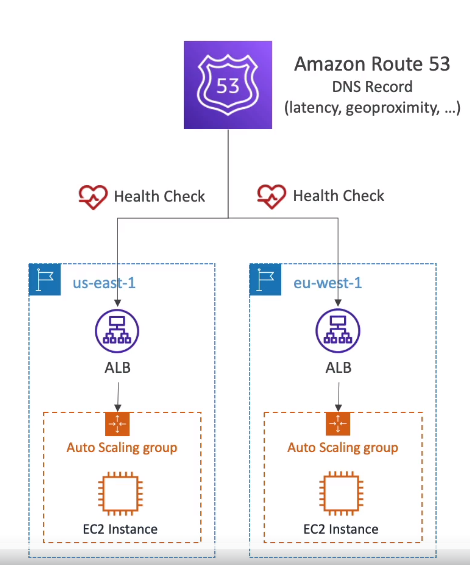 53
Amazon Route 53
DNS Record
(latency, geoproximity, ...)
Health Check
Health Check
us-east-1
eu-west-1
ALB
ALB
Auto Scaling group
Auto Scaling group
EC2 Instance
EC2 Instance